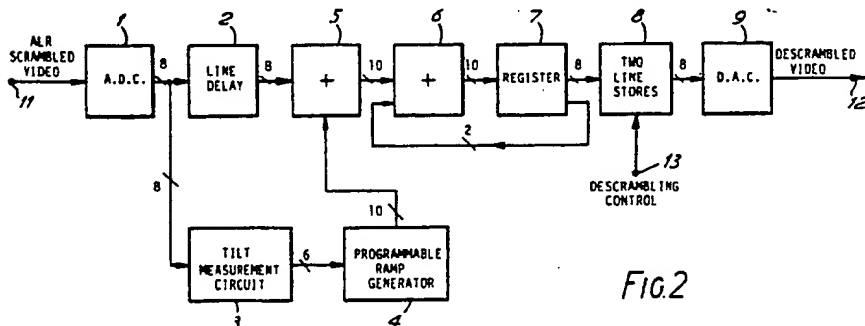 1
2
5
6
7
8
9
ALR
SCRAMBLED
VIDEO
11
A.D.C.
8
LINE
DELAY
8
+
10
+
10
REGISTER
8
TWO
LINE
STORES
8
D.A.C.
DESCRAMBLED
VIDEO
12
2
13
DESCRAMBLING
CONTROL
8
10
TILT
MEASUREMENT
CIRCUIT
6
PROGRAMMABLE
RAMP
GENERATOR
3
4
FIG.2